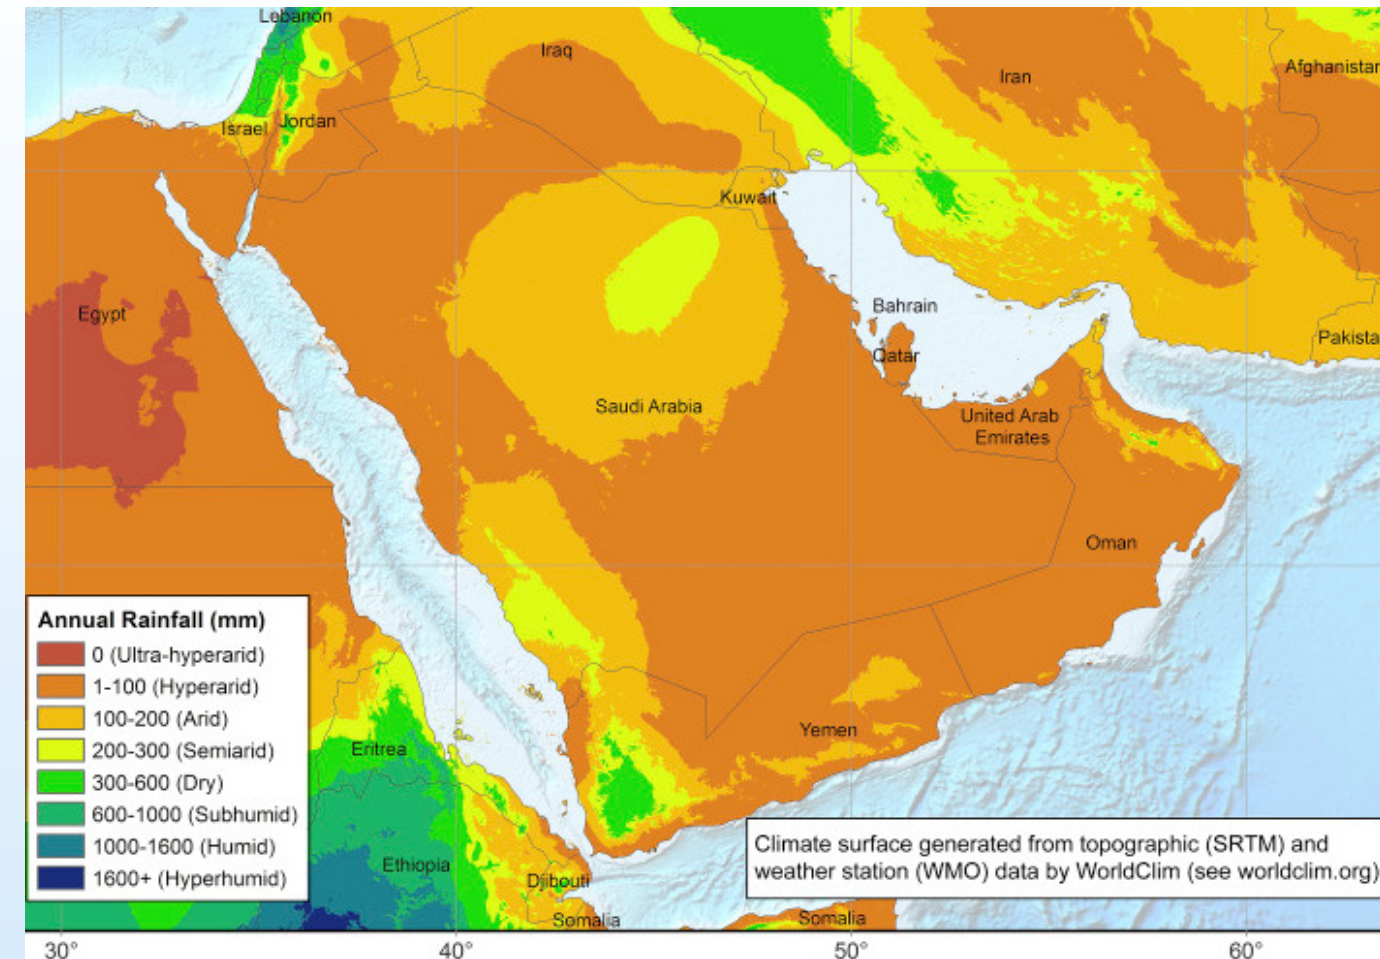 Lebanon
Iraq
Iran
Afghanistan
Israel
Jordan
Kuwait
Egypt
Bahrain
Pakista
Qatar
Saudi Arabia
United Arab
Emirates
Oman
Annual Rainfall (mm)
0 (Ultra-hyperarid)
1-100 (Hyperarid)
100-200 (Arid)
200-300 (Semiarid)
300-600 (Dry)
600-1000 (Subhumid)
1000-1600 (Humid)
1600+ (Hyperhumid)
Yemen
Eritrea
Ethiopia
Djibouti
Somalia
Somalia
Climate surface generated from topographic (SRTM) and
weather station (WMO) data by WorldClim (see worldclim.org)
30°
40°
50°
60°